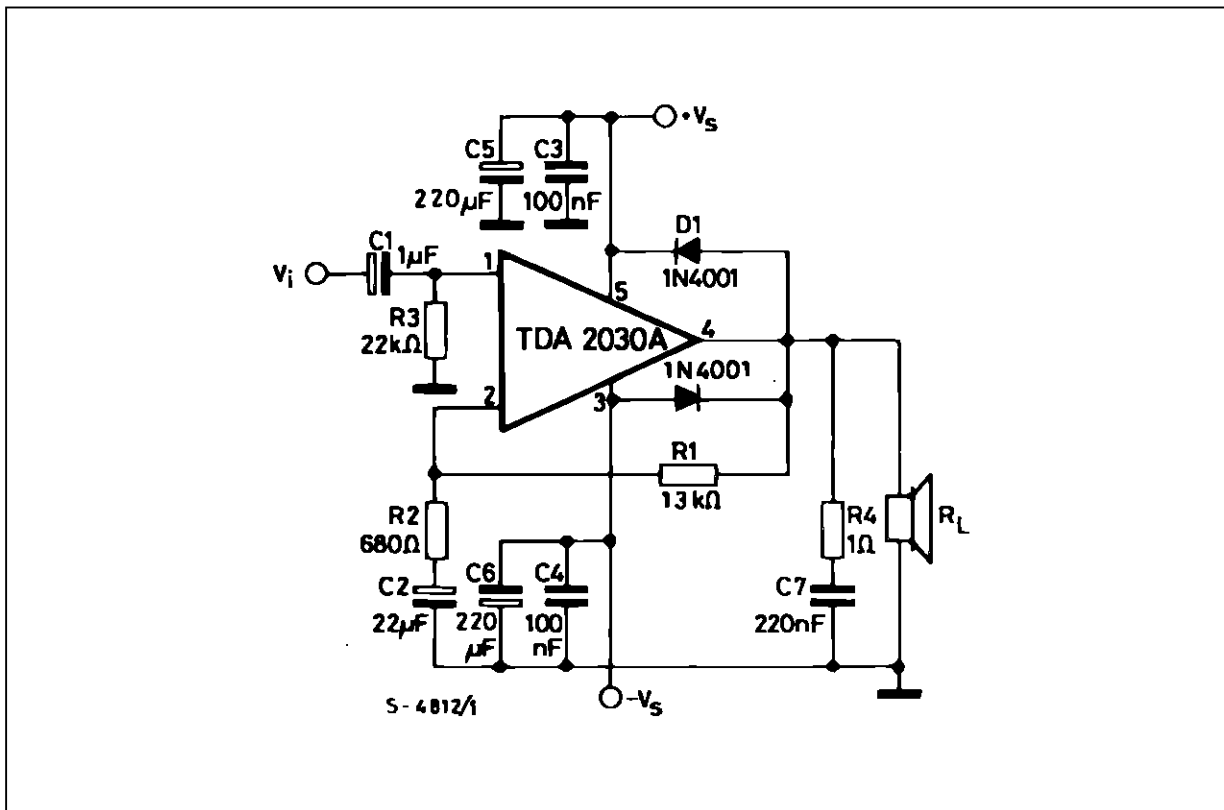 +Vs
C5
220µF
C3
100nF
D1
1N4001
C1
1µF
Vi
1
5
R3
22kΩ
TDA 2030A
4
1N4001
2
3
R1
13kΩ
R2
680Ω
R4
1Ω
RL
C2
22µF
C6
220
µF
C4
100
nF
C7
220nF
-Vs
S-4812/1